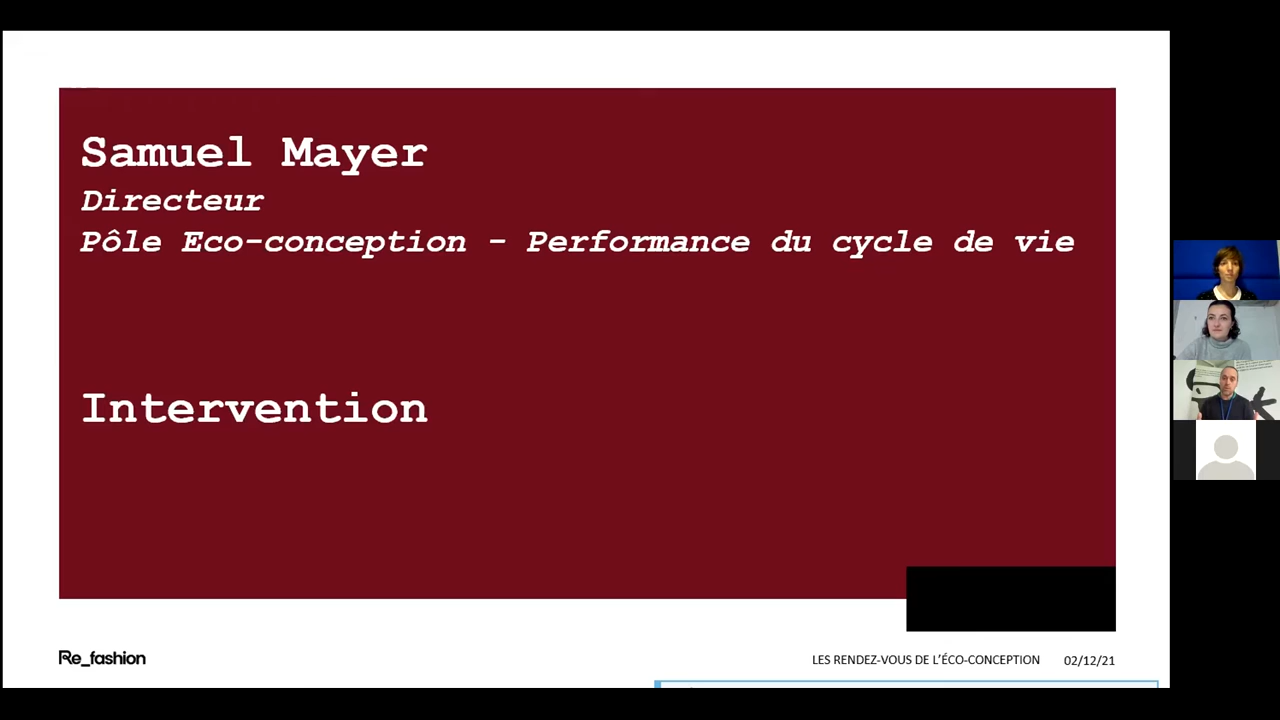 Samuel Mayer
Directeur
Pôle Eco-conception - Performance du cycle de vie
Intervention
Re_fashion
LES RENDEZ-VOUS DE L'ÉCO-CONCEPTION 02/12/21